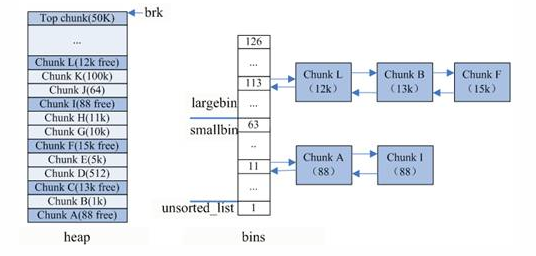 Top chunk(50K)
brk
...
Chunk L(12k free)
Chunk K(100k)
Chunk J(64)
Chunk I(88 free)
Chunk H(11k)
Chunk G(10k)
Chunk F(15k free)
Chunk E(5k)
Chunk D(512)
Chunk C(13k free)
Chunk B(1k)
Chunk A(88 free)
heap
126
...
113
largebin
...
smallbin
63
..
11
...
unsorted_list
1
bins
Chunk L
(12k)
Chunk B
(13k)
Chunk F
(15k)
Chunk A
(88)
Chunk I
(88)